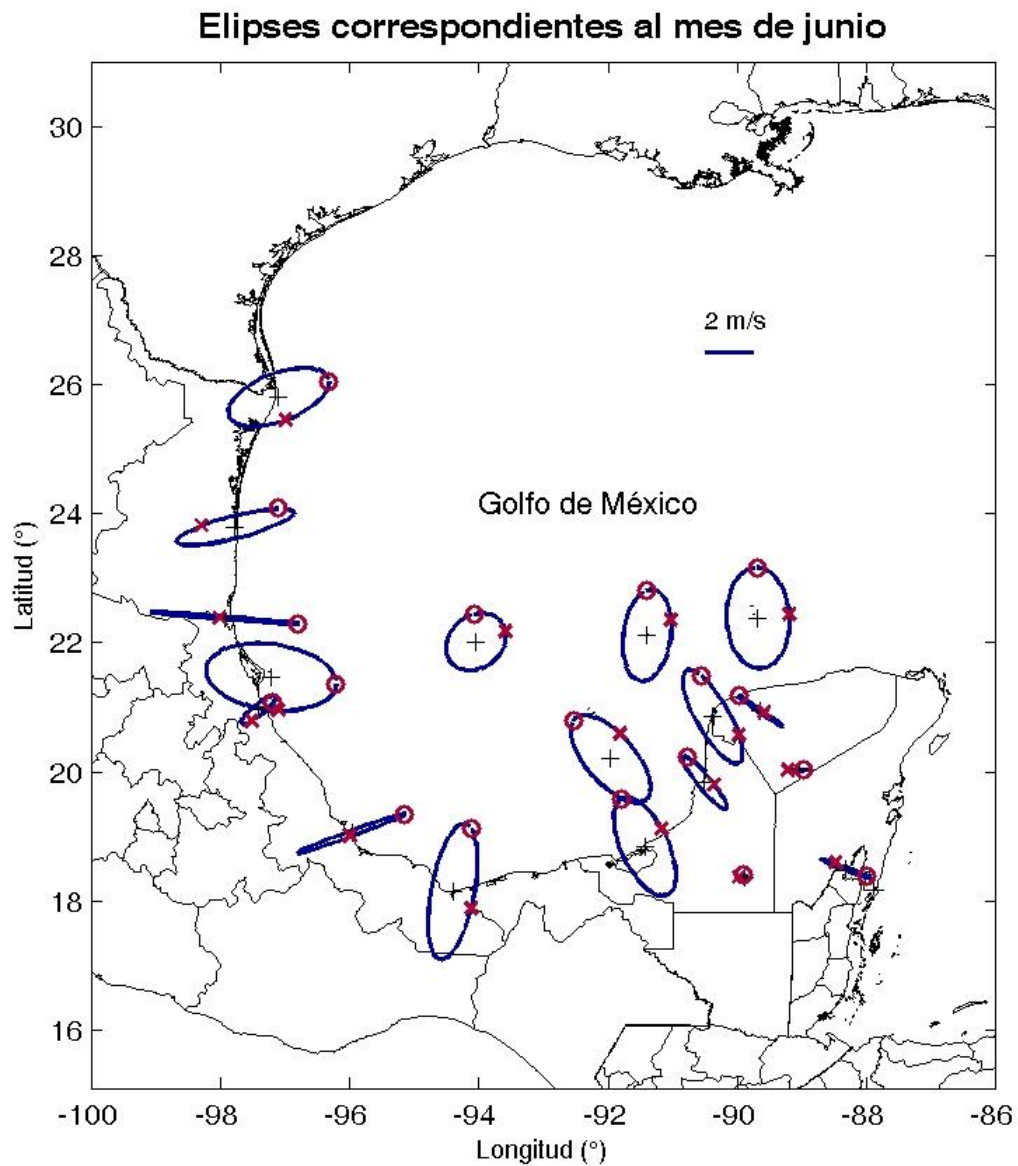 Elipses correspondientes al mes de junio
30
28
2 m/s
26
Golfo de México
24
22
20
18
16
Latitud (°)
-100 -98 -96 -94 -92 -90 -88 -86
Longitud (°)